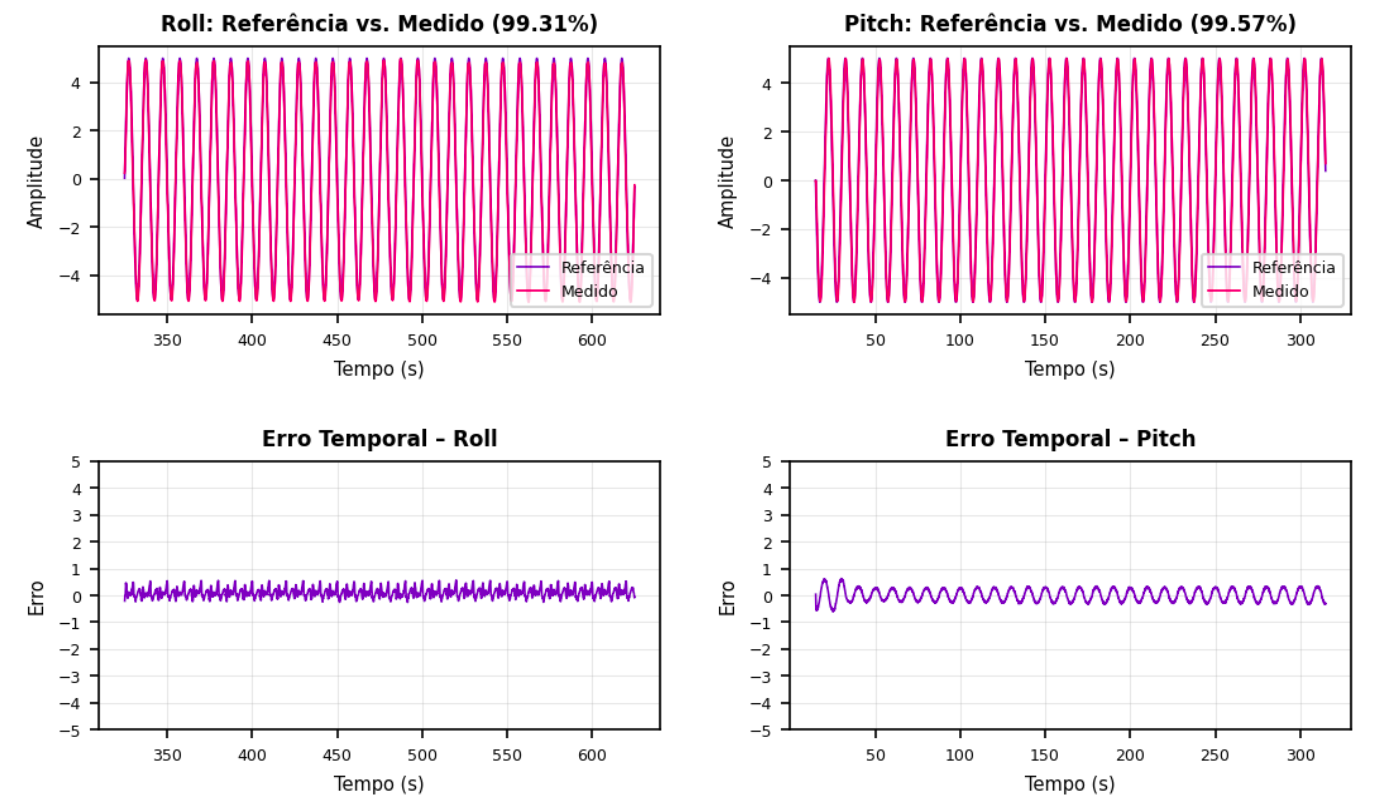 Roll: Referência vs. Medido (99.31%)
Amplitude
4
2
0
−2
−4
Referência
Medido
350 400 450 500 550 600
Tempo (s)
Pitch: Referência vs. Medido (99.57%)
Amplitude
4
2
0
−2
−4
Referência
Medido
50 100 150 200 250 300
Tempo (s)
Erro Temporal – Roll
Erro
5
4
3
2
1
0
−1
−2
−3
−4
−5
350 400 450 500 550 600
Tempo (s)
Erro Temporal – Pitch
Erro
5
4
3
2
1
0
−1
−2
−3
−4
−5
50 100 150 200 250 300
Tempo (s)